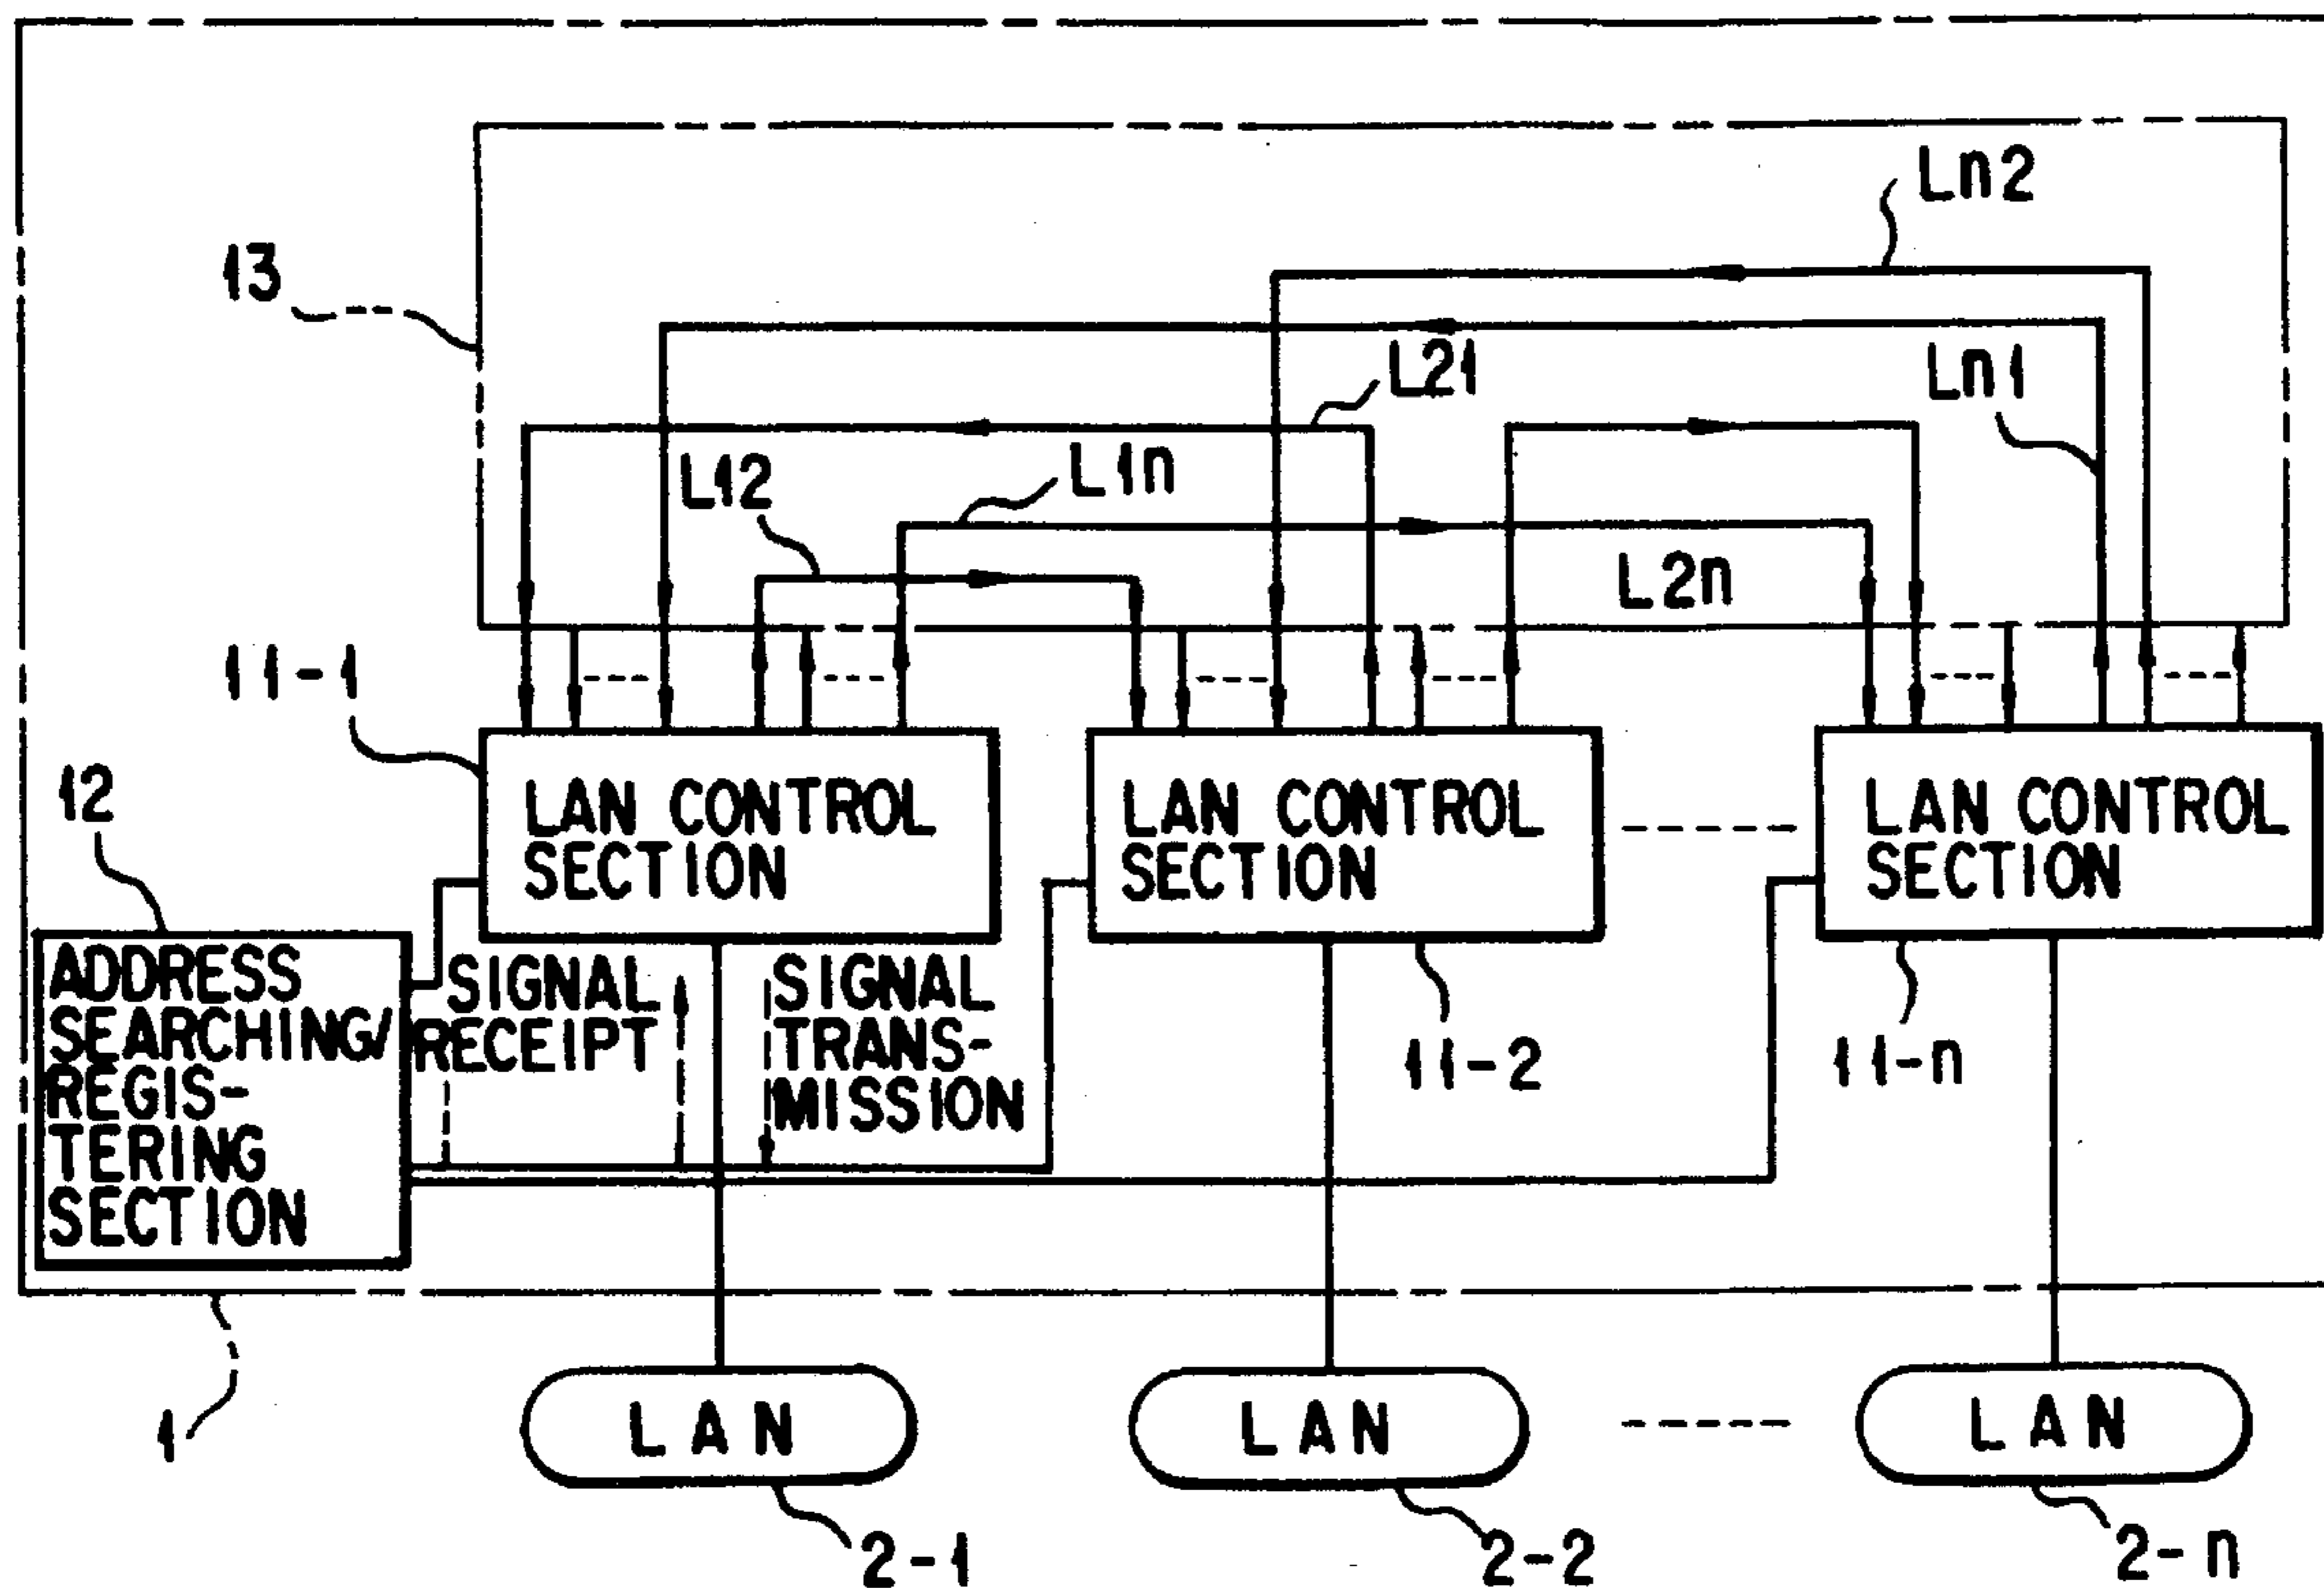 Ln2
13
L21
Ln1
L12
L1n
L2n
11-1
12
LAN CONTROL
SECTION
LAN CONTROL
SECTION
LAN CONTROL
SECTION
ADDRESS
SEARCHING/
REGIS-
TERING
SECTION
SIGNAL
RECEIPT
SIGNAL
TRANS-
MISSION
11-2
11-n
1
LAN
LAN
LAN
2-1
2-2
2-n